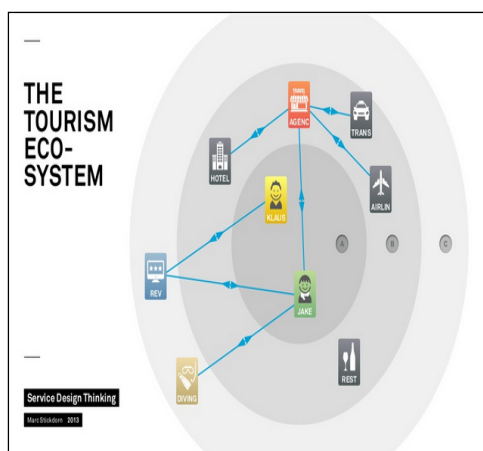 THE
TOURISM
ECO-
SYSTEM
TRAVEL
AGENC
TRANS
HOTEL
AIRLIN
KLAUS
A
B
C
REV
JAKE
REST
DIVING
Service Design Thinking
Marc Stickdorn 2013